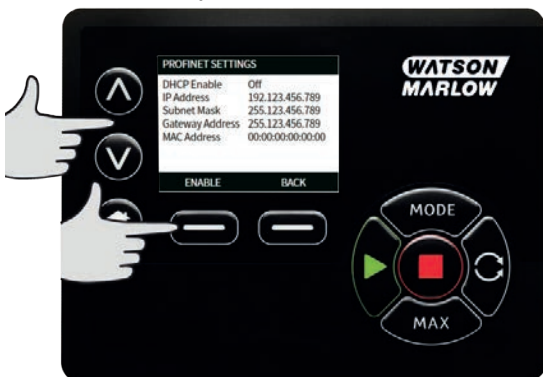 PROFINET SETTINGS
DHCP Enable Off
IP Address 192.123.456.789
Subnet Mask 255.123.456.789
Gateway Address 255.123.456.789
MAC Address 00:00:00:00:00:00
ENABLE BACK
WATSON
MARLOW
MODE
MAX